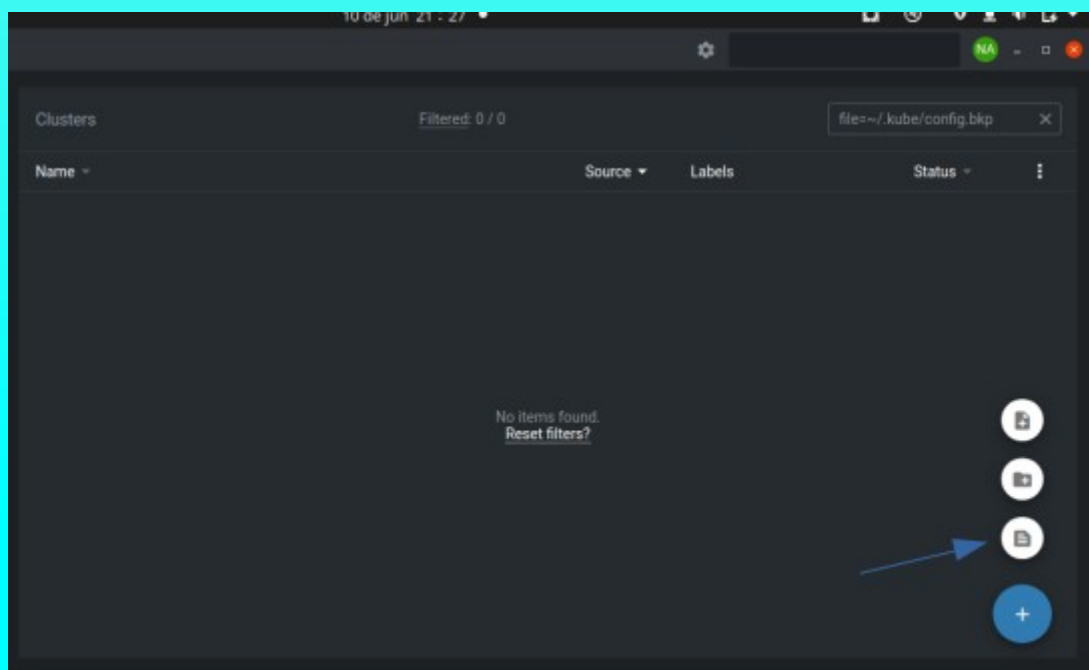 10 de jun 21 : 27
NA
Clusters
Filtered: 0 / 0
file=~/.kube/config.bkp
Name
Source
Labels
Status
No items found.
Reset filters?